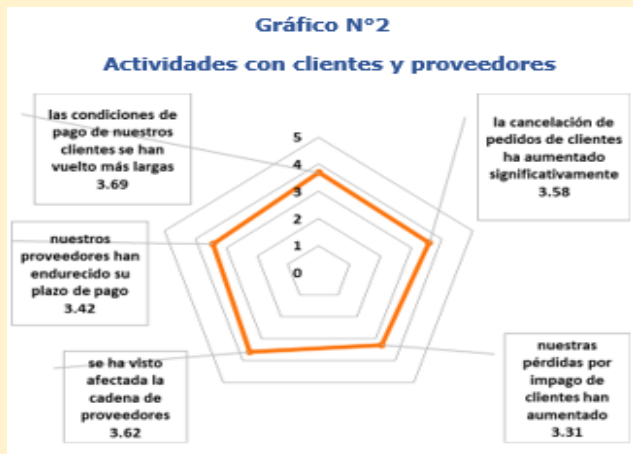 Gráfico N°2
Actividades con clientes y proveedores
las condiciones de
pago de nuestros
clientes se han
vuelto más largas
3.69
la cancelación de
pedidos de clientes
ha aumentado
significativamente
3.58
5
4
3
2
1
0
nuestros
proveedores han
endurecido su
plazo de pago
3.42
se ha visto
afectada la
cadena de
proveedores
3.62
nuestras
pérdidas por
impago de
clientes han
aumentado
3.31